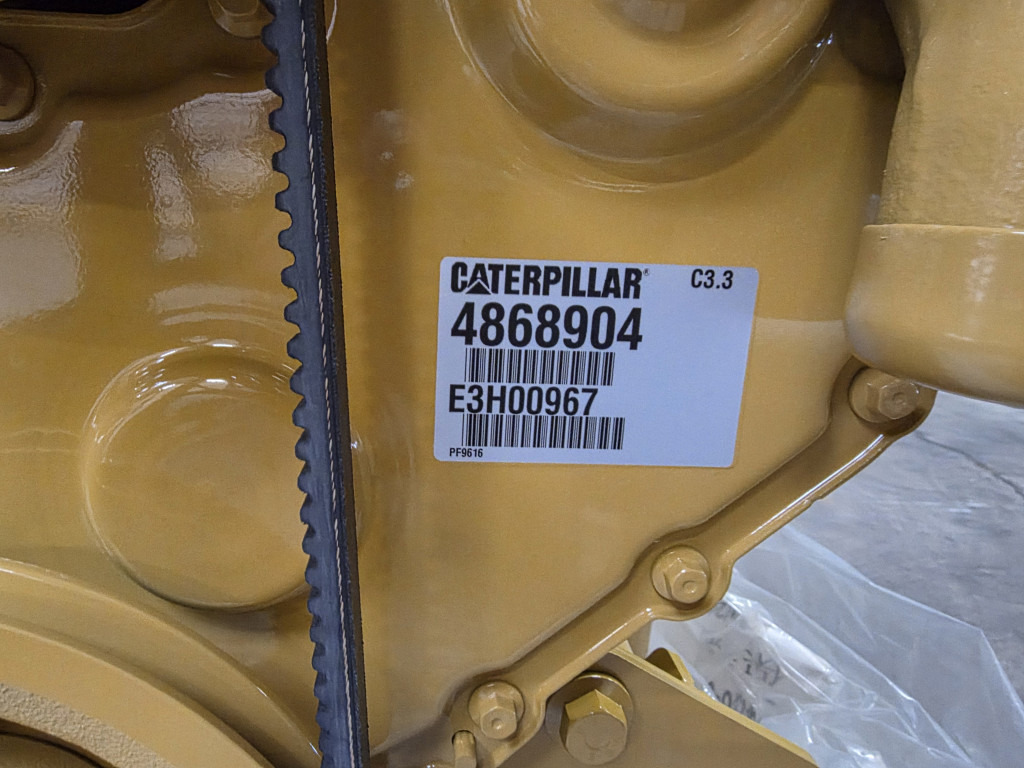 CATERPILLAR® C3.3
4868904
E3H00967
PF9616